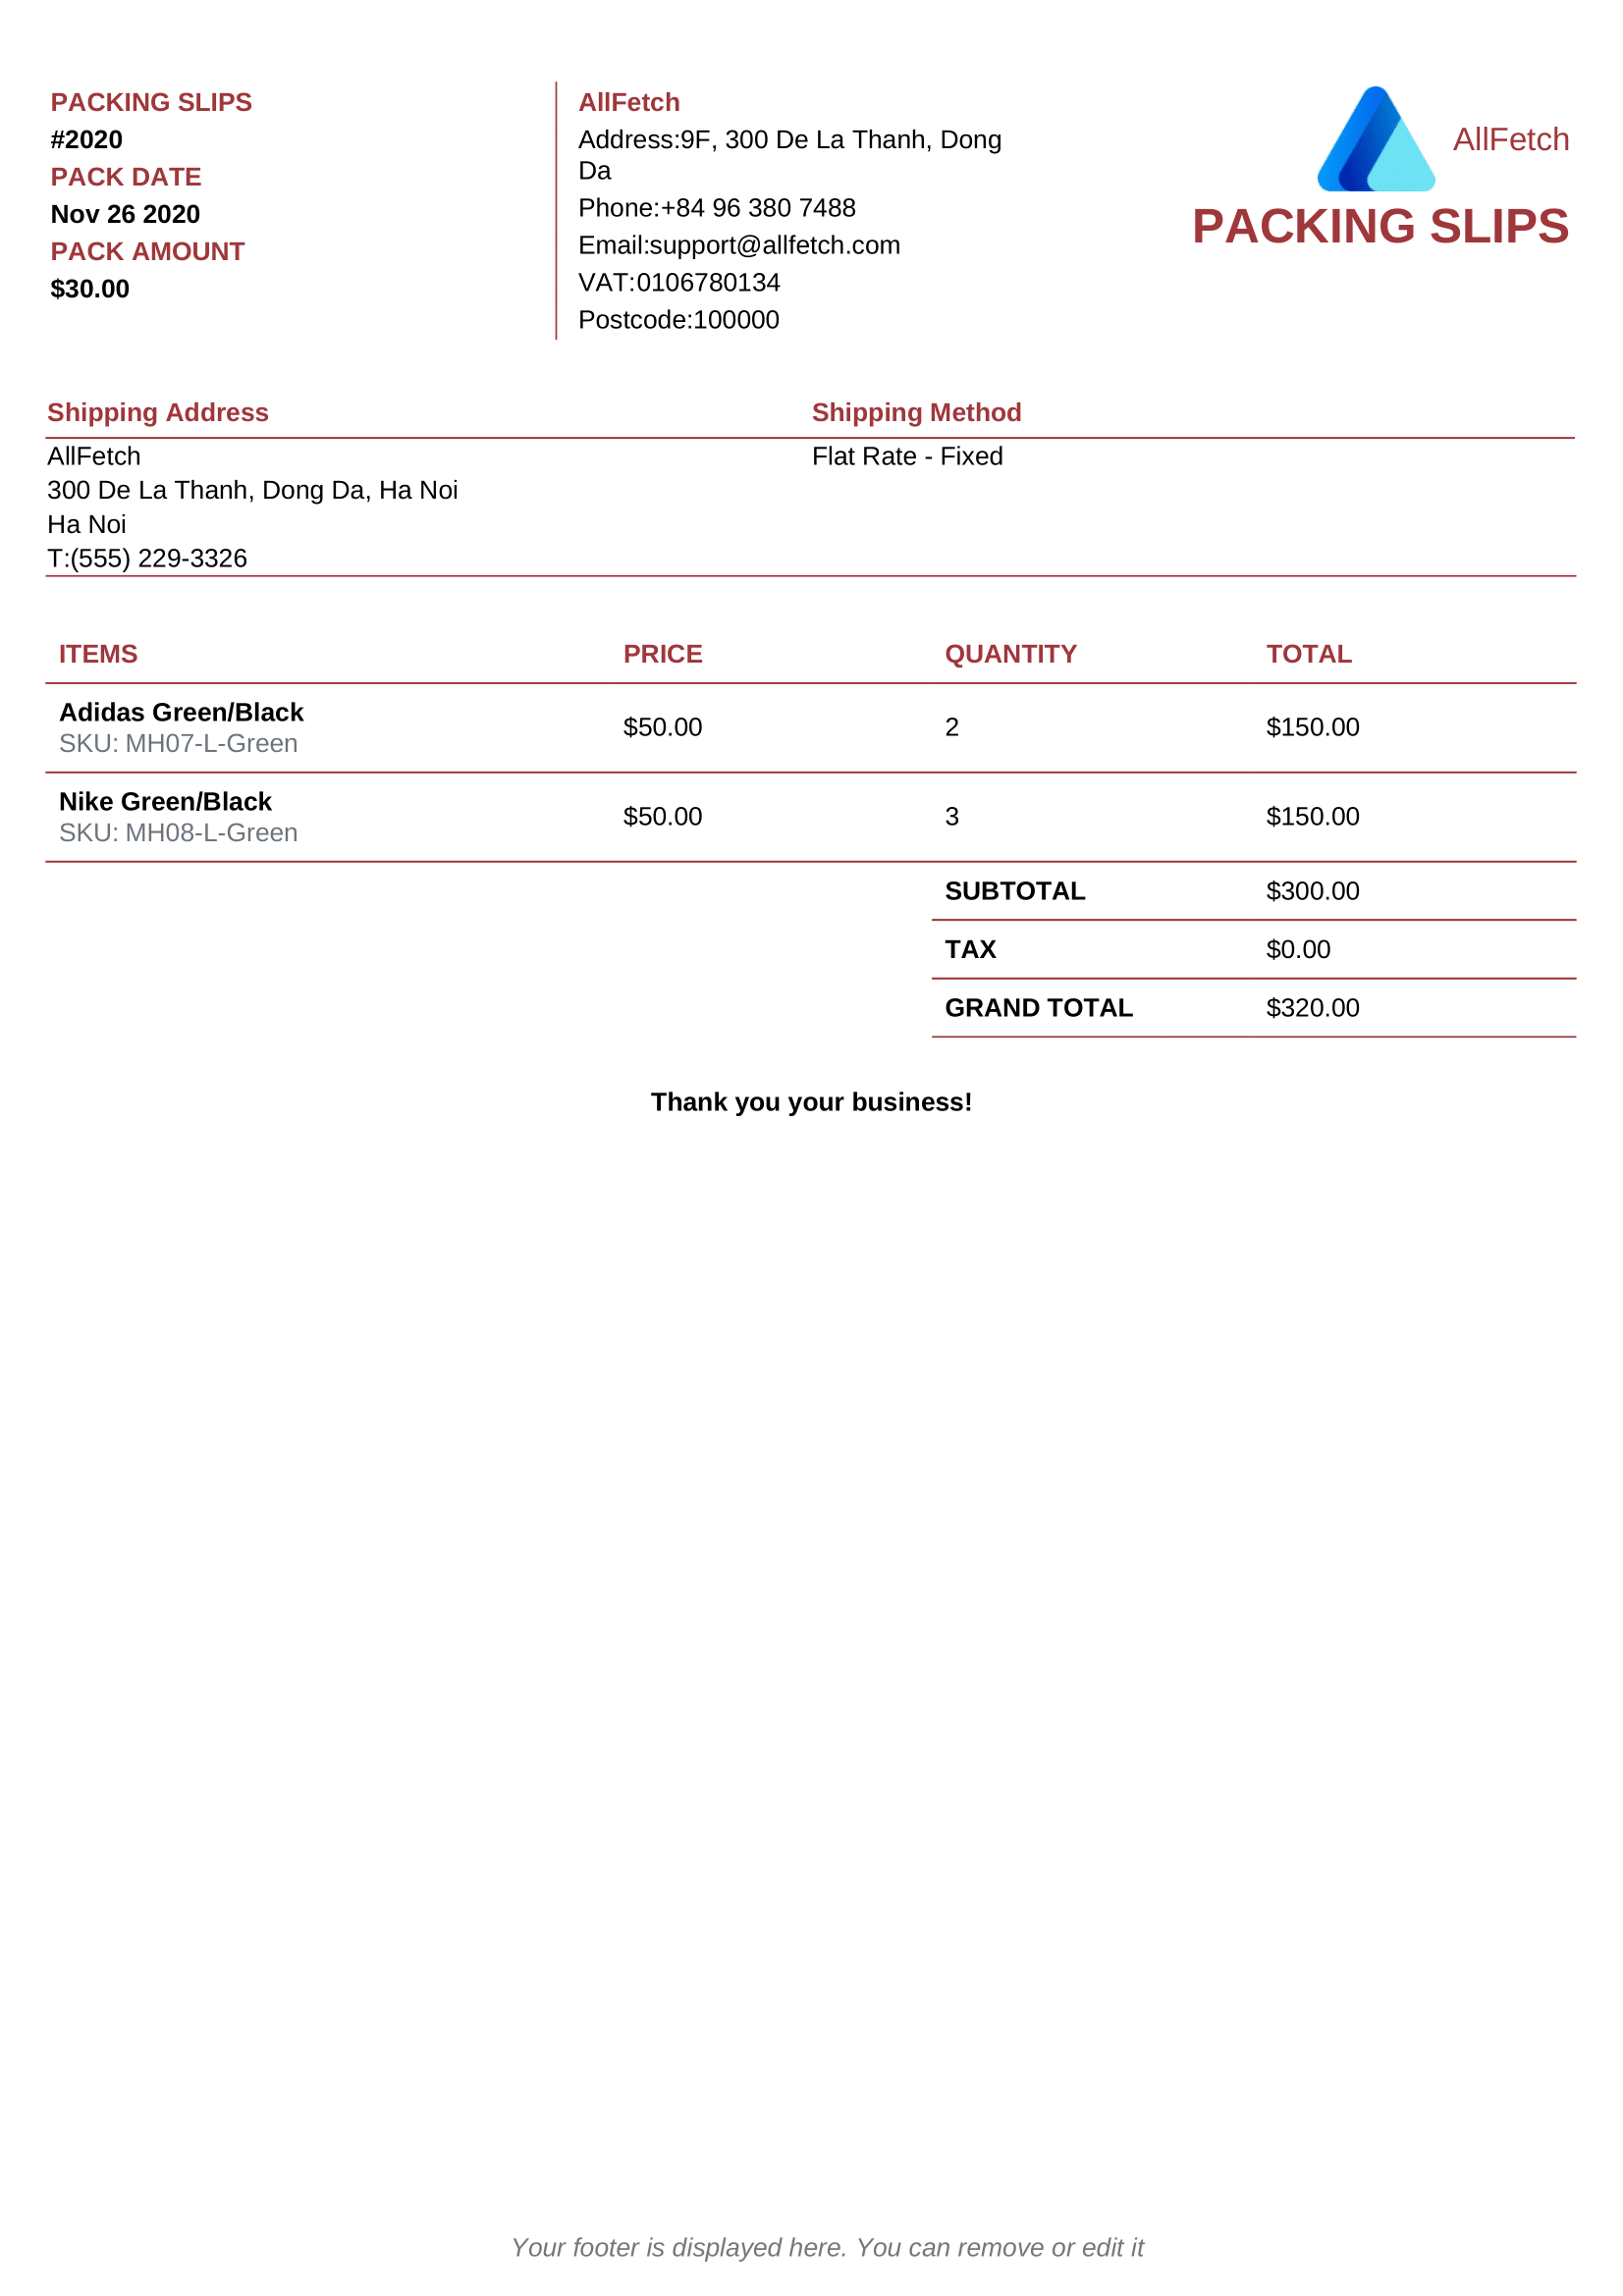 PACKING SLIPS
#2020
PACK DATE
Nov 26 2020
PACK AMOUNT
$30.00
AllFetch
Address:9F, 300 De La Thanh, Dong
Da
Phone:+84 96 380 7488
Email:support@allfetch.com
VAT:0106780134
Postcode:100000
AllFetch
PACKING SLIPS
Shipping Address Shipping Method
AllFetch Flat Rate - Fixed
300 De La Thanh, Dong Da, Ha Noi
Ha Noi
T:(555) 229-3326
ITEMS PRICE QUANTITY TOTAL
Adidas Green/Black
SKU: MH07-L-Green $50.00 2 $150.00
Nike Green/Black
SKU: MH08-L-Green $50.00 3 $150.00
SUBTOTAL $300.00
TAX $0.00
GRAND TOTAL $320.00
Thank you your business!
Your footer is displayed here. You can remove or edit it